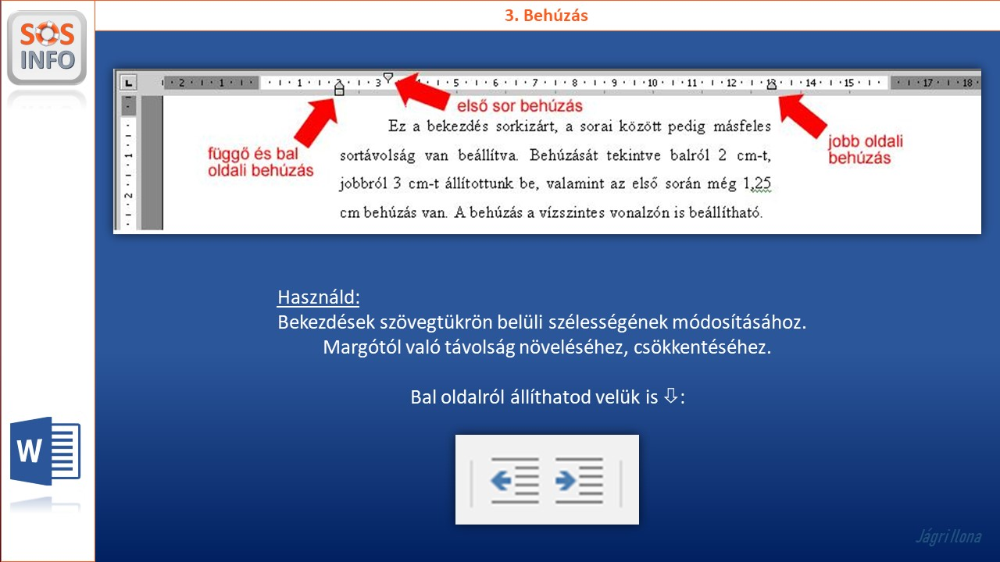 3. Behúzás
SOS
INFO
L
2 1 1 2 3 4 5 6 7 8 9 10 11 12 13 14 15 17 18
első sor behúzás
függő és bal
oldali behúzás
jobb oldali
behúzás
1
2
Ez a bekezdés sorkizárt, a sorai között pedig másfeles
sortávolság van beállítva. Behúzását tekintve balról 2 cm-t,
jobbról 3 cm-t állítottunk be, valamint az első során még 1,25
cm behúzás van. A behúzás a vízszintes vonalzón is beállítható.
Használd:
Bekezdések szövegtükrön belüli szélességének módosításához.
Margótól való távolság növeléséhez, csökkentéséhez.
Bal oldalról állíthatod velük is ⇩:
W
Jágri Ilona